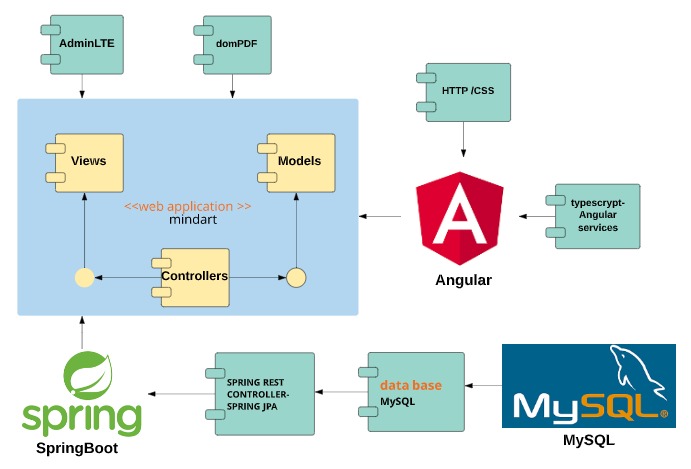 AdminLTE
domPDF
HTTP /CSS
Views
Models
<<web application >>
mindart
Controllers
typescrypt-
Angular
services
Angular
spring
SpringBoot
SPRING REST
CONTROLLER-
SPRING JPA
data base
MySQL
MySQL®
MySQL